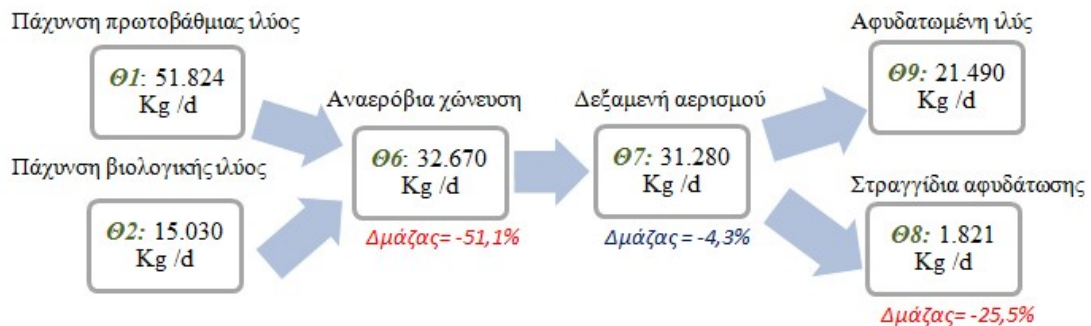 Πάχυνση πρωτοβάθμιας ιλύος
Θ1: 51.824
Kg /d
Πάχυνση βιολογικής ιλύος
Θ2: 15.030
Kg /d
Αναερόβια χώνευση
Θ6: 32.670
Kg /d
Δμάζας= -51,1%
Δεξαμενή αερισμού
Θ7: 31.280
Kg /d
Δμάζας= -4,3%
Αφυδατωμένη ιλύς
Θ9: 21.490
Kg /d
Στραγγίδια αφυδάτωσης
Θ8: 1.821
Kg /d
Δμάζας= -25,5%